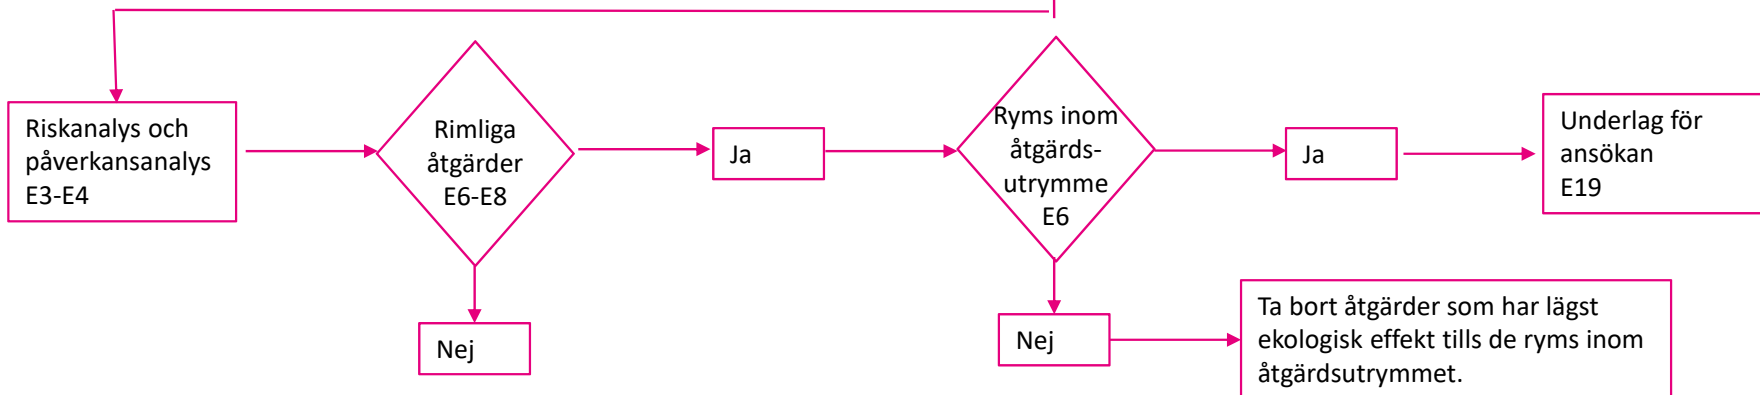 Riskanalys och
påverkansanalys
E3-E4
Rimliga
åtgärder
E6-E8
Ja
Nej
Ryms inom
åtgärds-
utrymme
E6
Ja
Nej
Underlag för
ansökan
E19
Ta bort åtgärder som har lägst
ekologisk effekt tills de ryms inom
åtgärdsutrymmet.